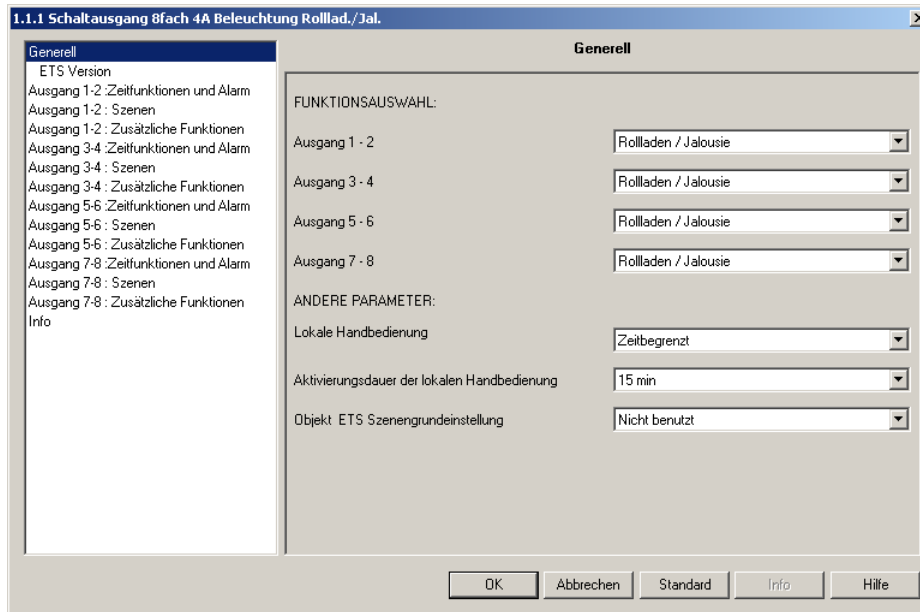 1.1.1 Schaltausgang 8fach 4A Beleuchtung Rolllad./Jal.
Generell
ETS Version
Ausgang 1-2 :Zeitfunktionen und Alarm
Ausgang 1-2 : Szenen
Ausgang 1-2 : Zusätzliche Funktionen
Ausgang 3-4 :Zeitfunktionen und Alarm
Ausgang 3-4 : Szenen
Ausgang 3-4 : Zusätzliche Funktionen
Ausgang 5-6 :Zeitfunktionen und Alarm
Ausgang 5-6 : Szenen
Ausgang 5-6 : Zusätzliche Funktionen
Ausgang 7-8 :Zeitfunktionen und Alarm
Ausgang 7-8 : Szenen
Ausgang 7-8 : Zusätzliche Funktionen
Info
Generell
FUNKTIONSAUSWAHL:
Ausgang 1 - 2 Rollladen / Jalousie
Ausgang 3 - 4 Rollladen / Jalousie
Ausgang 5 - 6 Rollladen / Jalousie
Ausgang 7 - 8 Rollladen / Jalousie
ANDERE PARAMETER:
Lokale Handbedienung Zeitbegrenzt
Aktivierungsdauer der lokalen Handbedienung 15 min
Objekt ETS Szenengrundeinstellung Nicht benutzt
OK Abbrechen Standard Info Hilfe